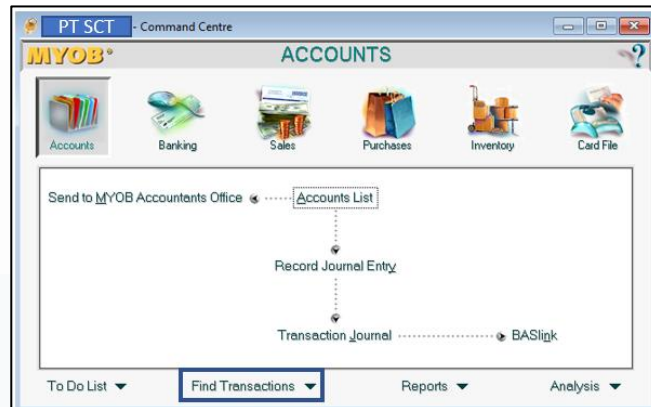 PT SCT - Command Centre
MYOB® ACCOUNTS
Accounts Banking Sales Purchases Inventory Card File
Send to MYOB Accountants Office Accounts List
Record Journal Entry
Transaction Journal BASlink
To Do List Find Transactions Reports Analysis